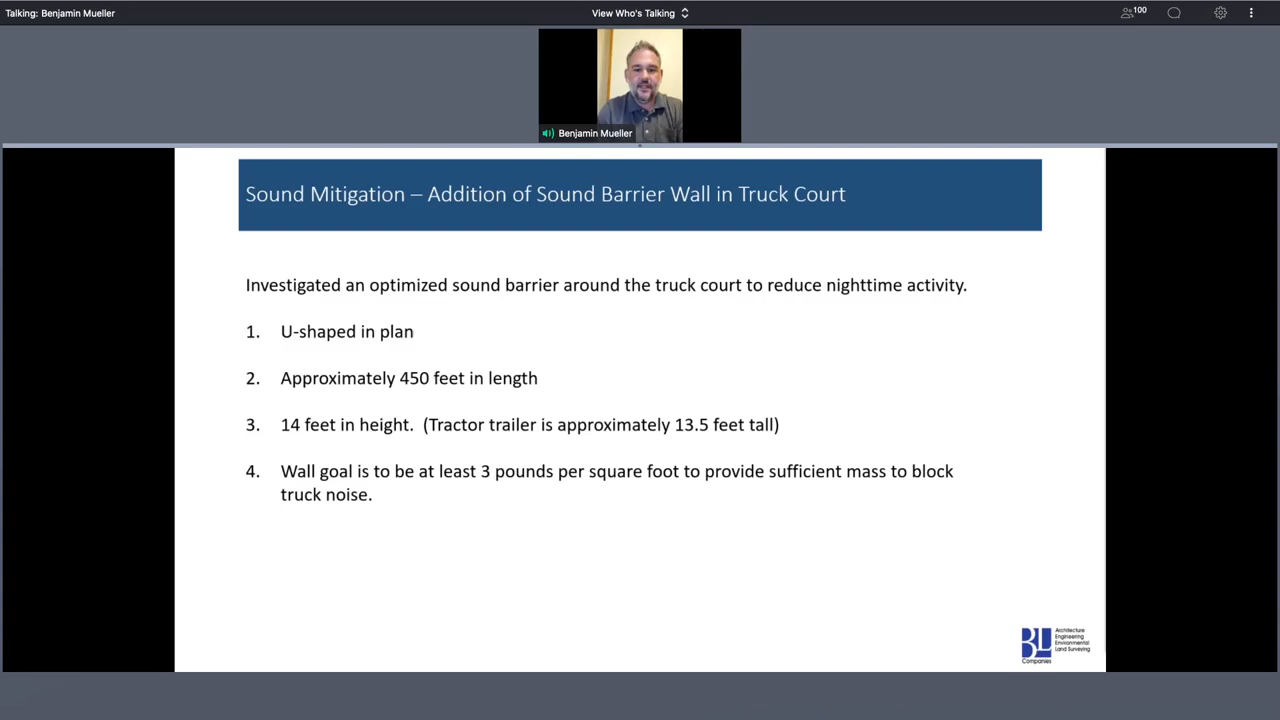 Talking: Benjamin Mueller
View Who's Talking
100
Benjamin Mueller
Sound Mitigation – Addition of Sound Barrier Wall in Truck Court
Investigated an optimized sound barrier around the truck court to reduce nighttime activity.
1. U-shaped in plan
2. Approximately 450 feet in length
3. 14 feet in height. (Tractor trailer is approximately 13.5 feet tall)
4. Wall goal is to be at least 3 pounds per square foot to provide sufficient mass to block
truck noise.
BL
Companies
Architecture
Engineering
Environmental
Land Surveying